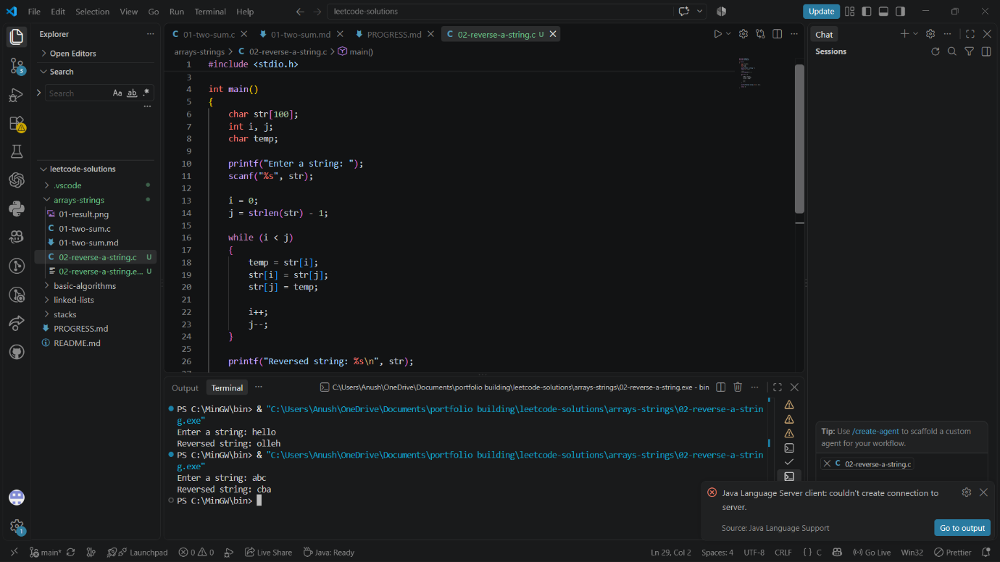 File Edit Selection View Go Run Terminal Help
leetcode-solutions
Update
Explorer
Open Editors
Search
Search
Aa ab .*
leetcode-solutions
.vscode
arrays-strings
01-result.png
01-two-sum.c
01-two-sum.md
02-reverse-a-string.c U
02-reverse-a-string.e... U
basic-algorithms
linked-lists
stacks
PROGRESS.md
README.md
3
1
C 01-two-sum.c
01-two-sum.md
PROGRESS.md
C 02-reverse-a-string.c U
arrays-strings > C 02-reverse-a-string.c > main()
1 #include <stdio.h>
3
4 int main()
5 {
6 char str[100];
7 int i, j;
8 char temp;
9
10 printf("Enter a string: ");
11 scanf("%s", str);
12
13 i = 0;
14 j = strlen(str) - 1;
15
16 while (i < j)
17 {
18 temp = str[i];
19 str[i] = str[j];
20 str[j] = temp;
21
22 i++;
23 j--;
24 }
25
26 printf("Reversed string: %s\n", str);
Output Terminal
C:\Users\Anush\OneDrive\Documents\portfolio building\leetcode-solutions\arrays-strings\02-reverse-a-string.exe - bin
PS C:\MinGW\bin> & "C:\Users\Anush\OneDrive\Documents\portfolio building\leetcode-solutions\arrays-strings\02-reverse-a-strin
g.exe"
Enter a string: hello
Reversed string: olleh
PS C:\MinGW\bin> & "C:\Users\Anush\OneDrive\Documents\portfolio building\leetcode-solutions\arrays-strings\02-reverse-a-strin
g.exe"
Enter a string: abc
Reversed string: cba
PS C:\MinGW\bin>
Chat
Sessions
Tip: Use /create-agent to scaffold a custom
agent for your workflow.
C 02-reverse-a-string.c
Java Language Server client: couldn't create connection to
server.
Source: Java Language Support
Go to output
main* Launchpad 0 0 Live Share Java: Ready Ln 29, Col 2 Spaces: 4 UTF-8 CRLF {} C Go Live Win32 Prettier